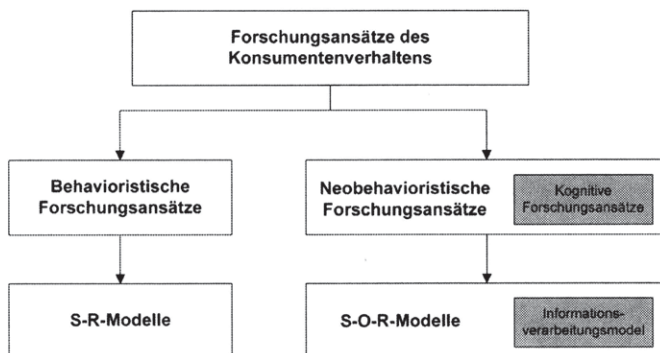 Forschungsansätze des
Konsumentenverhaltens
Behavioristische
Forschungsansätze
Neobehavioristische
Forschungsansätze
Kognitive
Forschungsansätze
S-R-Modelle
S-O-R-Modelle
Informations-
verarbeitungsmodel